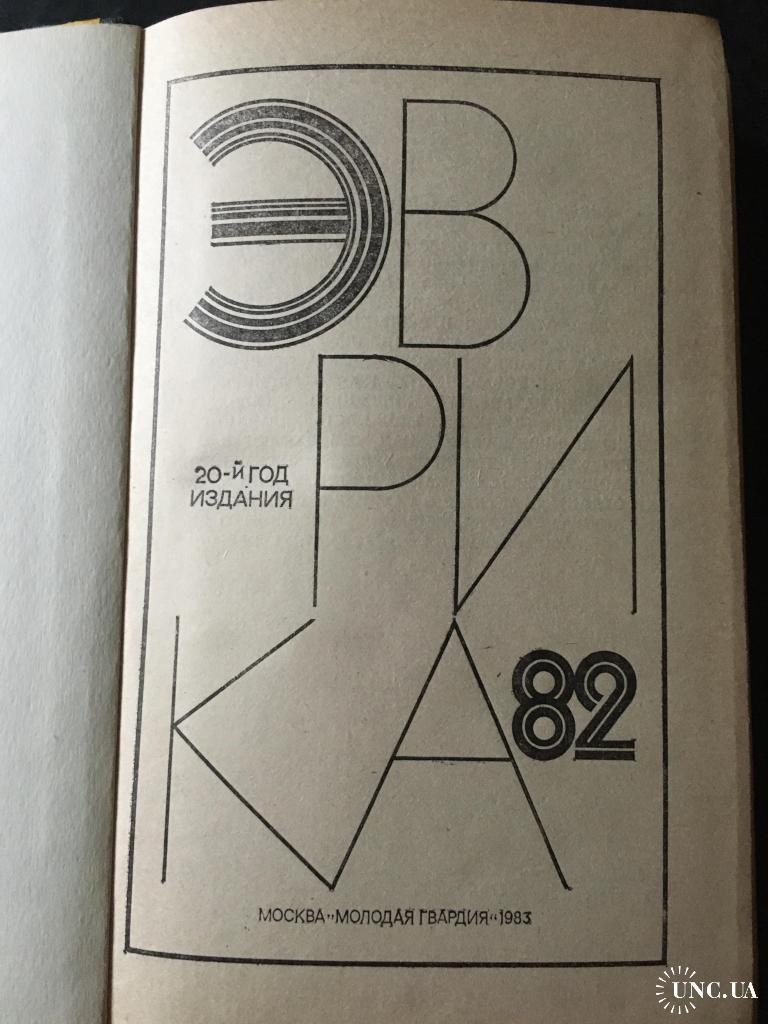 ЭВ
РИ
20-й ГОД
ИЗДАНИЯ
КА
82
МОСКВА „МОЛОДАЯ ГВАРДИЯ“ 1983
UNC.UA